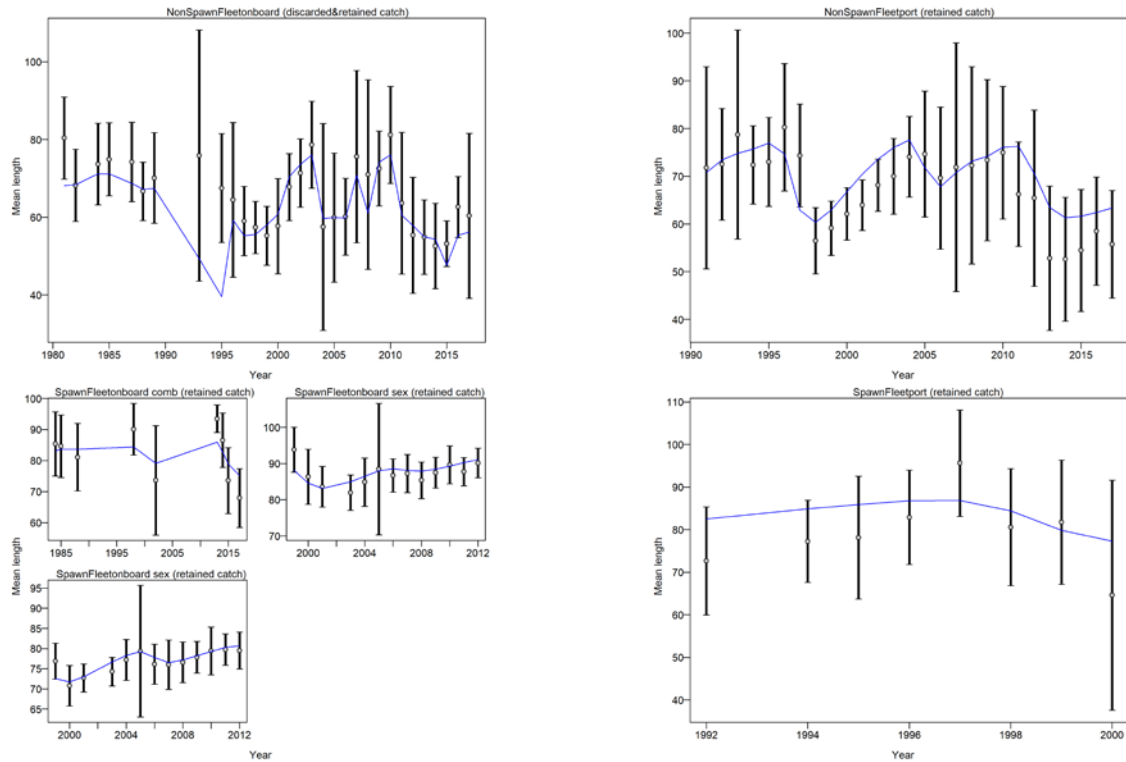 NonSpawnFleetonboard (discarded&retained catch)
Mean length
100
80
60
40
1980 1985 1990 1995 2000 2005 2010 2015
Year
NonSpawnFleetport (retained catch)
Mean length
100
90
80
70
60
50
40
1990 1995 2000 2005 2010 2015
Year
SpawnFleetonboard comb (retained catch)
100
90
80
70
60
1985 1995 2005 2015
SpawnFleetonboard sex (retained catch)
100
90
80
70
2000 2004 2008 2012
Mean length
SpawnFleetonboard sex (retained catch)
95
90
85
80
75
70
65
2000 2004 2008 2012
Year
SpawnFleetport (retained catch)
Mean length
110
100
90
80
70
60
50
40
1992 1994 1996 1998 2000
Year